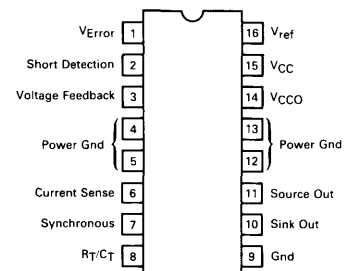 VError 1 16 Vref
Short Detection 2 15 VCC
Voltage Feedback 3 14 VCCO
4 13
Power Gnd Power Gnd
5 12
Current Sense 6 11 Source Out
Synchronous 7 10 Sink Out
RT/CT 8 9 Gnd